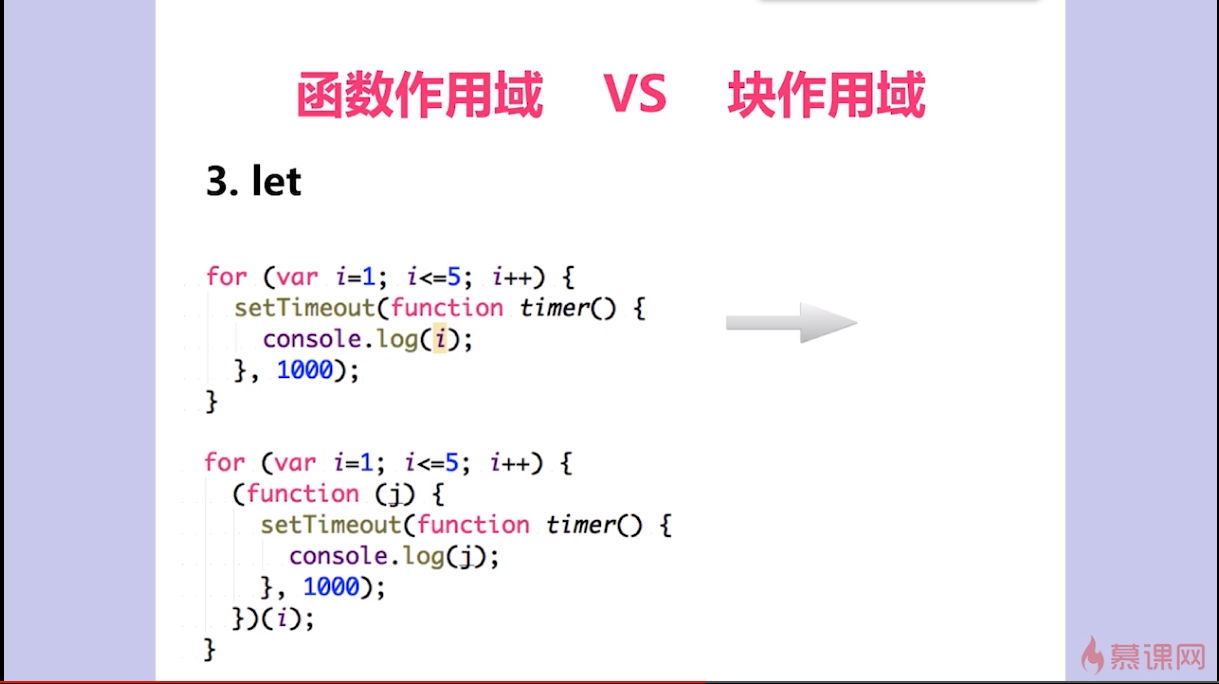 函数作用域 VS 块作用域
3. let
for (var i=1; i<=5; i++) {
setTimeout(function timer() {
console.log(i);
}, 1000);
}
for (var i=1; i<=5; i++) {
(function (j) {
setTimeout(function timer() {
console.log(j);
}, 1000);
})(i);
}
慕课网